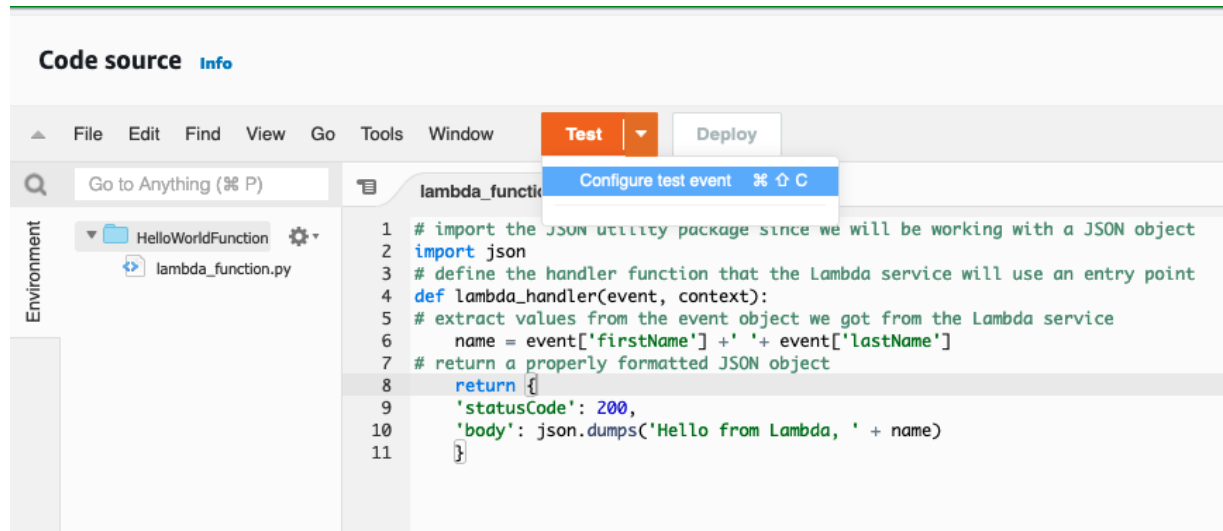 Code source Info
File Edit Find View Go Tools Window Test Deploy
Go to Anything (⌘ P)
Configure test event ⌘ ⇧ C
Environment
HelloWorldFunction
lambda_function.py
1 # import the JSON utility package since we will be working with a JSON object
2 import json
3 # define the handler function that the Lambda service will use an entry point
4 def lambda_handler(event, context):
5 # extract values from the event object we got from the Lambda service
6 name = event['firstName'] +' '+ event['lastName']
7 # return a properly formatted JSON object
8 return {
9 'statusCode': 200,
10 'body': json.dumps('Hello from Lambda, ' + name)
11 }